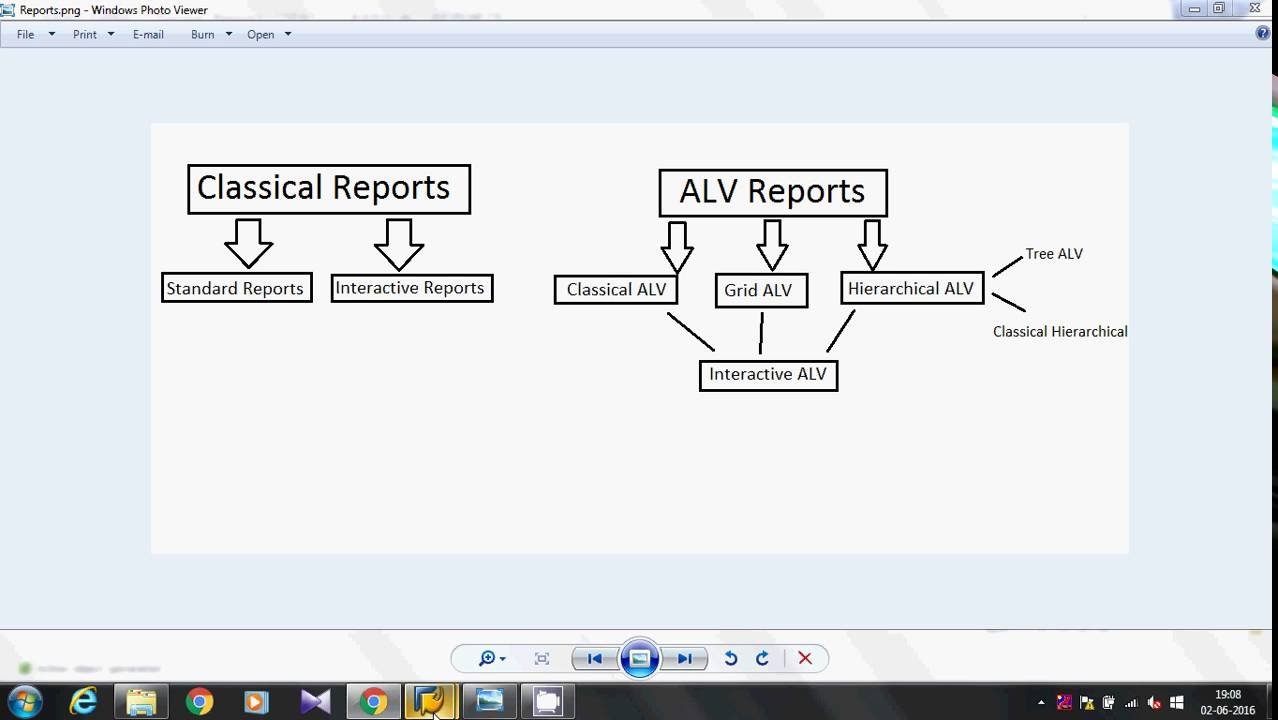 Reports.png - Windows Photo Viewer
File Print E-mail Burn Open
Classical Reports
ALV Reports
Standard Reports
Interactive Reports
Classical ALV
Grid ALV
Hierarchical ALV
Tree ALV
Classical Hierarchical
Interactive ALV
19:08
02-06-2016